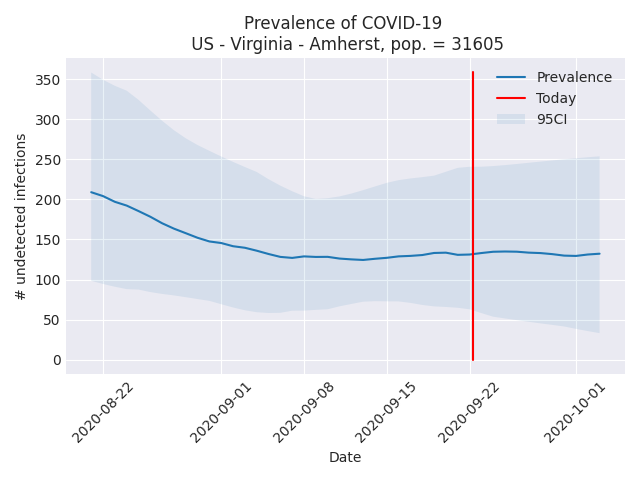 Prevalence of COVID-19
US - Virginia - Amherst, pop. = 31605
# undetected infections
350
300
250
200
150
100
50
0
Prevalence
Today
95CI
2020-08-22
2020-09-01
2020-09-08
2020-09-15
2020-09-22
2020-10-01
Date